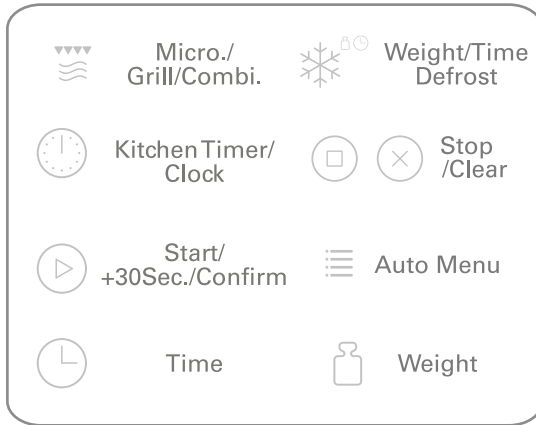 Micro./
Grill/Combi.
Weight/Time
Defrost
Kitchen Timer/
Clock
Stop
/Clear
Start/
+30Sec./Confirm
Auto Menu
Time
Weight